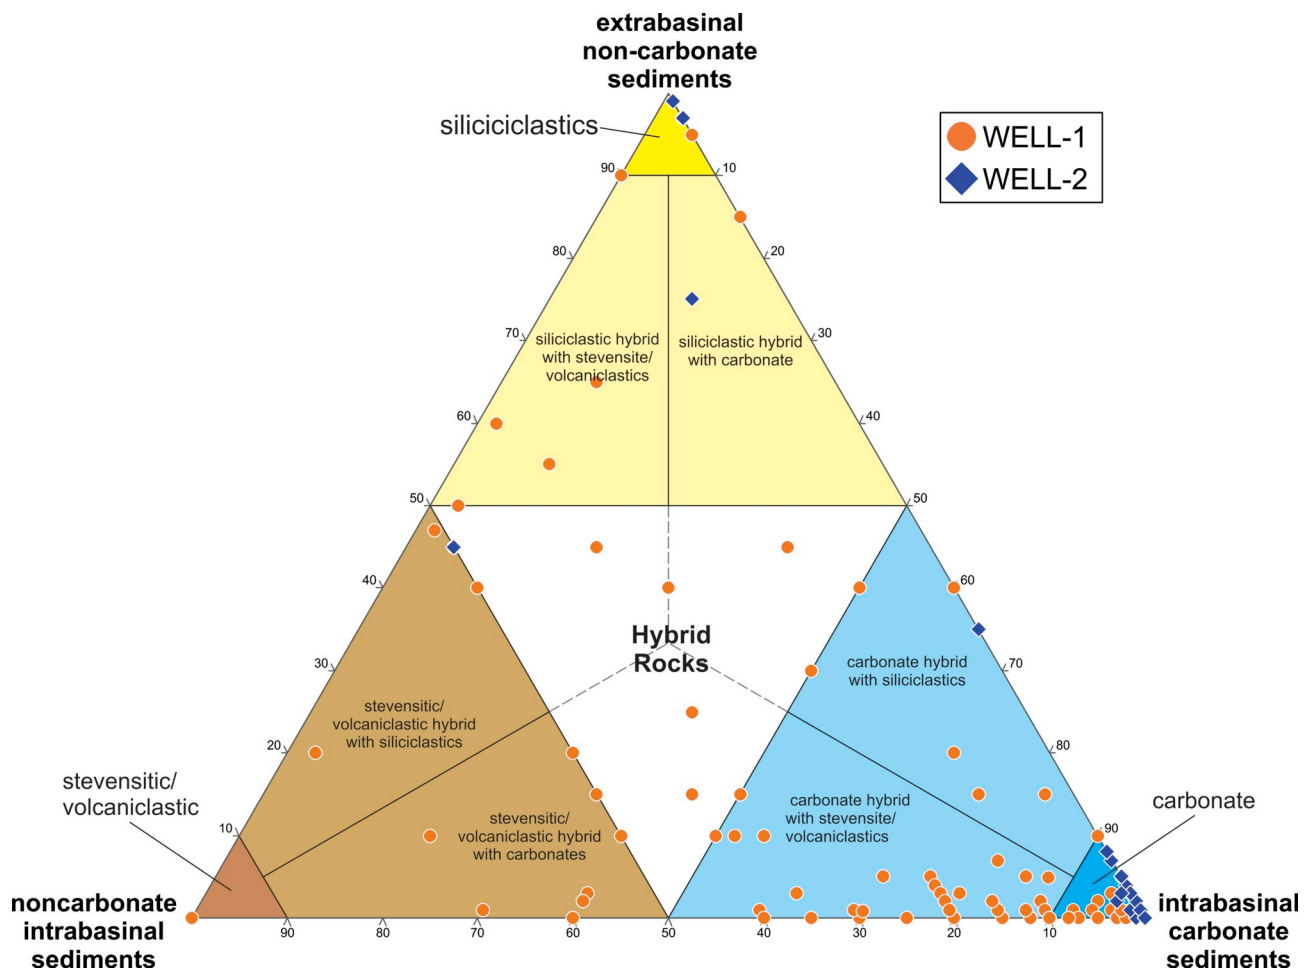 extrabasinal
non-carbonate
sediments
siliciciclastics
WELL-1
WELL-2
90
10
80
20
70
30
siliciclastic hybrid
with stevensite/
volcaniclastics
siliciclastic hybrid
with carbonate
60
40
50
50
40
60
Hybrid
Rocks
30
70
carbonate hybrid
with siliciclastics
stevensitic/
volcaniclastic hybrid
with siliciclastics
20
80
stevensitic/
volcaniclastic
carbonate hybrid
with stevensite/
volcaniclastics
carbonate
stevensitic/
volcaniclastic hybrid
with carbonates
10
90
noncarbonate
intrabasinal
sediments
intrabasinal
carbonate
sediments
90
80
70
60
50
40
30
20
10